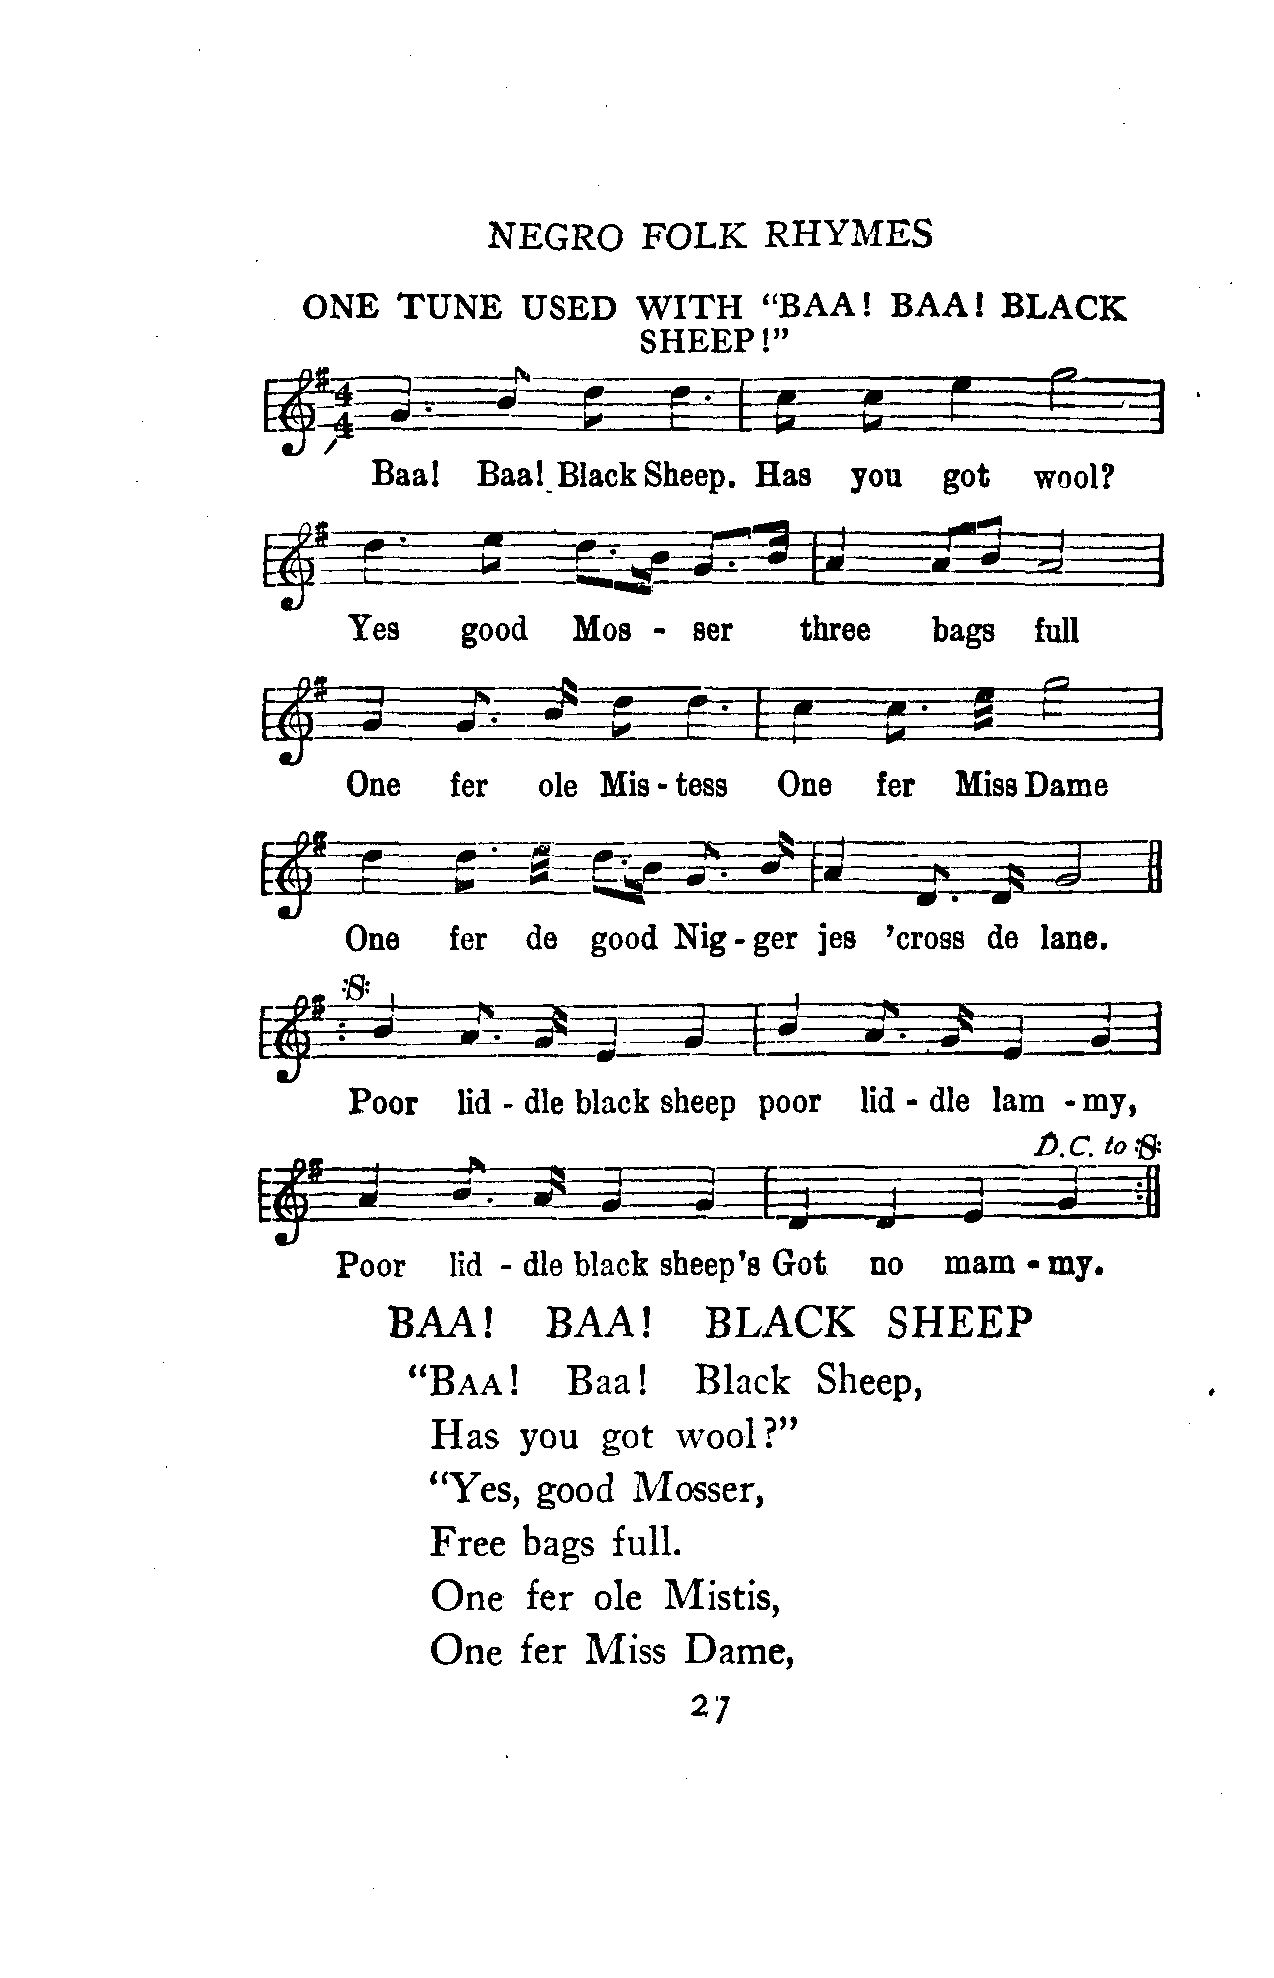 NEGRO FOLK RHYMES
ONE TUNE USED WITH "BAA! BAA! BLACK
SHEEP!"
4
4
Baa! Baa! Black Sheep. Has you got wool?
Yes good Mos - ser three bags full
One fer ole Mis - tess One fer Miss Dame
One fer de good Nig - ger jes 'cross de lane.
Poor lid - dle black sheep poor lid - dle lam - my,
D.C. to
Poor lid - dle black sheep's Got no mam - my.
BAA! BAA! BLACK SHEEP
"BAA! Baa! Black Sheep,
Has you got wool?"
"Yes, good Mosser,
Free bags full.
One fer ole Mistis,
One fer Miss Dame,
27